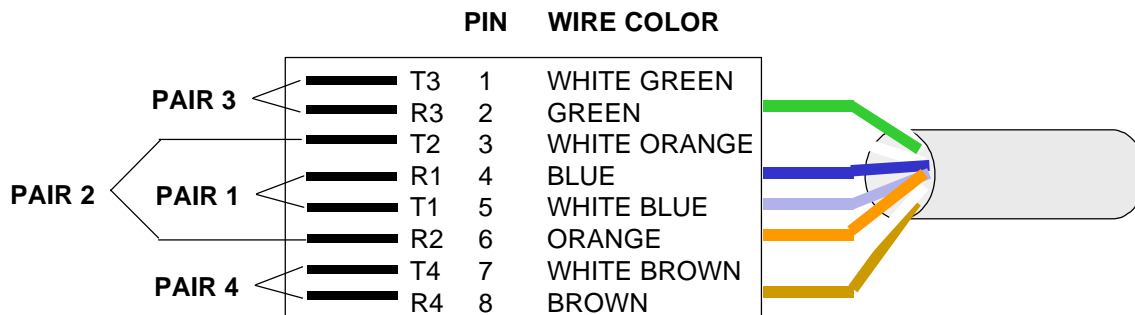 PIN WIRE COLOR
T3 1 WHITE GREEN
PAIR 3
R3 2 GREEN
T2 3 WHITE ORANGE
R1 4 BLUE
PAIR 2 PAIR 1
T1 5 WHITE BLUE
R2 6 ORANGE
T4 7 WHITE BROWN
PAIR 4
R4 8 BROWN